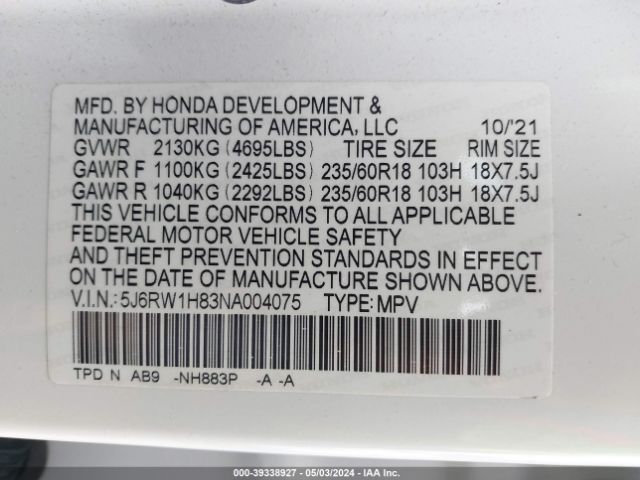 MFD. BY HONDA DEVELOPMENT &
MANUFACTURING OF AMERICA, LLC 10/'21
GVWR 2130KG (4695LBS) TIRE SIZE RIM SIZE
GAWR F 1100KG (2425LBS) 235/60R18 103H 18X7.5J
GAWR R 1040KG (2292LBS) 235/60R18 103H 18X7.5J
THIS VEHICLE CONFORMS TO ALL APPLICABLE
FEDERAL MOTOR VEHICLE SAFETY
AND THEFT PREVENTION STANDARDS IN EFFECT
ON THE DATE OF MANUFACTURE SHOWN ABOVE.
V.I.N.: 5J6RW1H83NA004075 TYPE: MPV
TPD N AB9 -NH883P -A -A
000-39338927 - 05/03/2024 - IAA Inc.